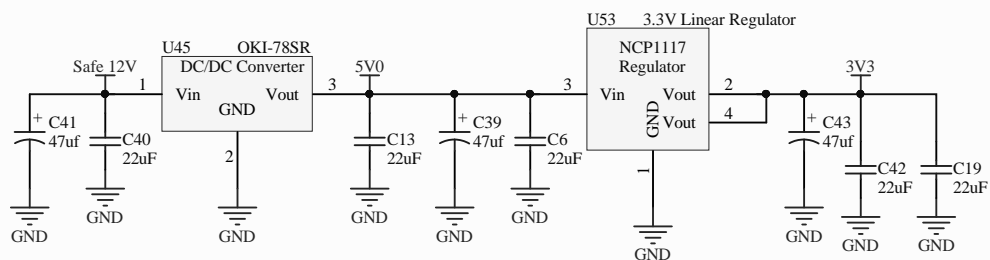 U53 3.3V Linear Regulator
U45 OKI-78SR
NCP1117
Regulator
Safe 12V
DC/DC Converter
5V0
3V3
1
Vin
Vout
3
GND
3
Vin
Vout
2
GND
Vout
4
C41
47uf
C40
22uF
2
C13
22uF
C39
47uf
C6
22uF
1
C43
47uf
C42
22uF
C19
22uF
GND
GND
GND
GND
GND
GND
GND
GND
GND
GND